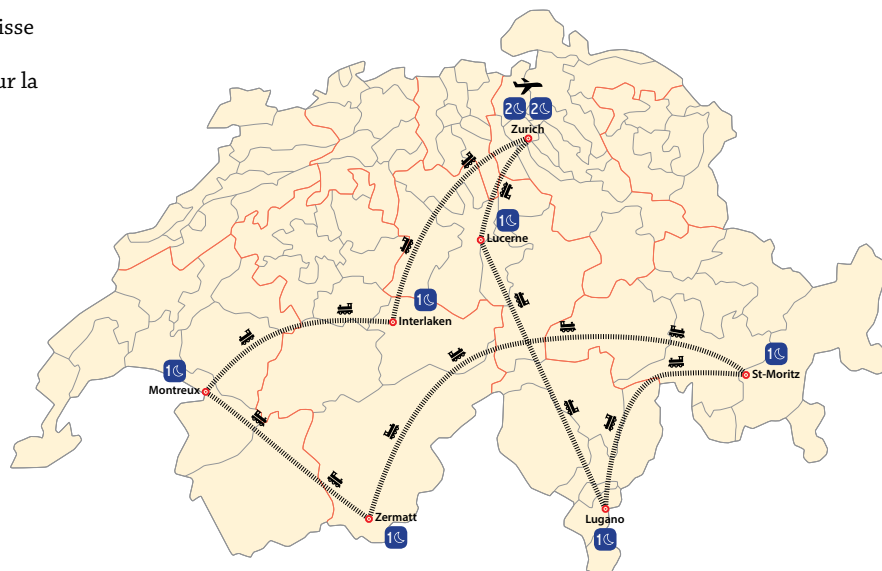 isse
ur la
2 2
Zurich
1
Lucerne
1
Interlaken
1
Montreux
1
St-Moritz
Zermatt
1
Lugano
1